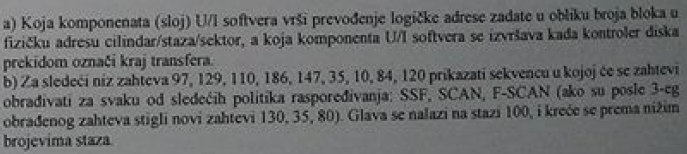 a) Koja komponenata (sloj) U/I softvera vrši prevođenje logičke adrese zadate u obliku broja bloka u
fizičku adresu cilindar/staza/sektor, a koja komponenta U/I softvera se izvršava kada kontroler diska
prekidom označi kraj transfera.
b) Za sledeći niz zahteva 97, 129, 110, 186, 147, 35, 10, 84, 120 prikazati sekvencu u kojoj će se zahtevi
obrađivati za svaku od sledećih politika raspoređivanja: SSF, SCAN, F-SCAN (ako su posle 3-eg
obrađenog zahteva stigli novi zahtevi 130, 35, 80). Glava se nalazi na stazi 100, i kreće se prema nižim
brojevima staza.